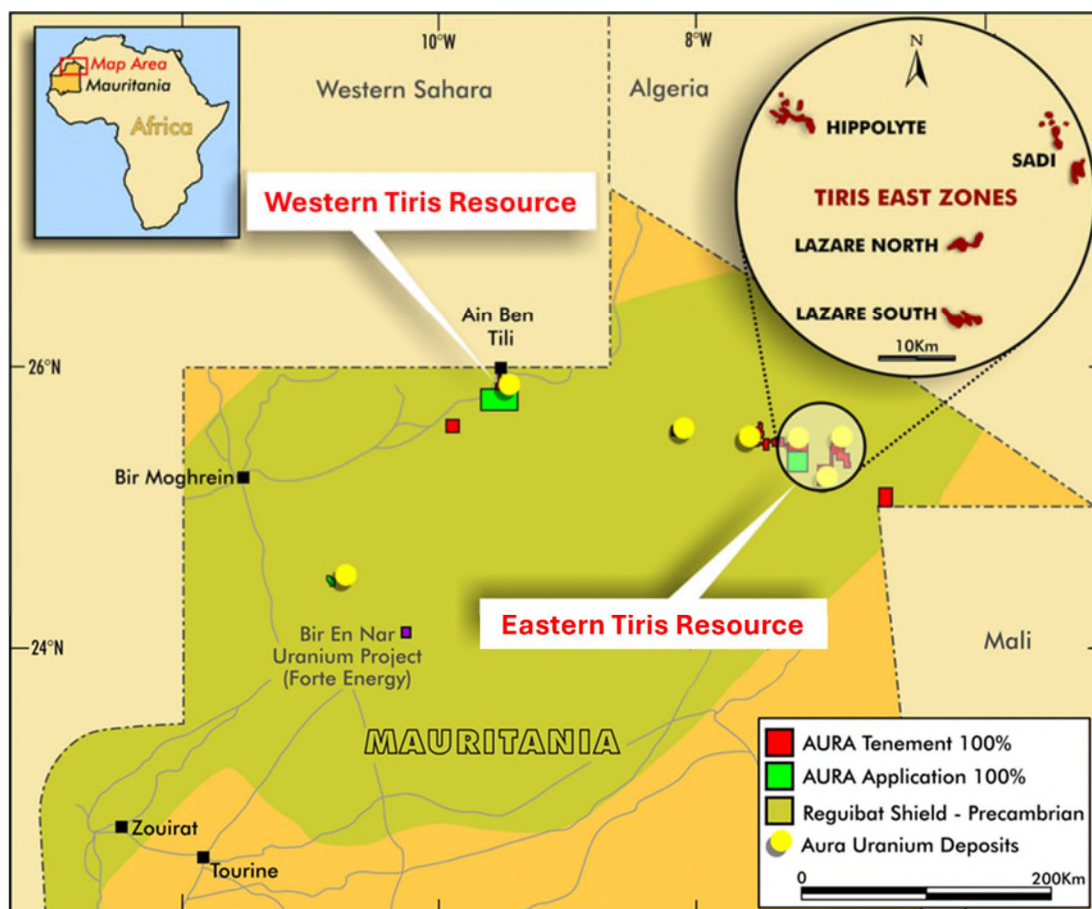 10°W
8°W
Map Area
Mauritania
Africa
Western Sahara
Algeria
N
HIPPOLYTE
SADI
TIRIS EAST ZONES
LAZARE NORTH
LAZARE SOUTH
10Km
Western Tiris Resource
Ain Ben
Tili
26°N
Bir Moghrein
Eastern Tiris Resource
Bir En Nar
Uranium Project
(Forte Energy)
24°N
Mali
MAURITANIA
Zouirat
Tourine
AURA Tenement 100%
AURA Application 100%
Reguibat Shield - Precambrian
Aura Uranium Deposits
0
200Km